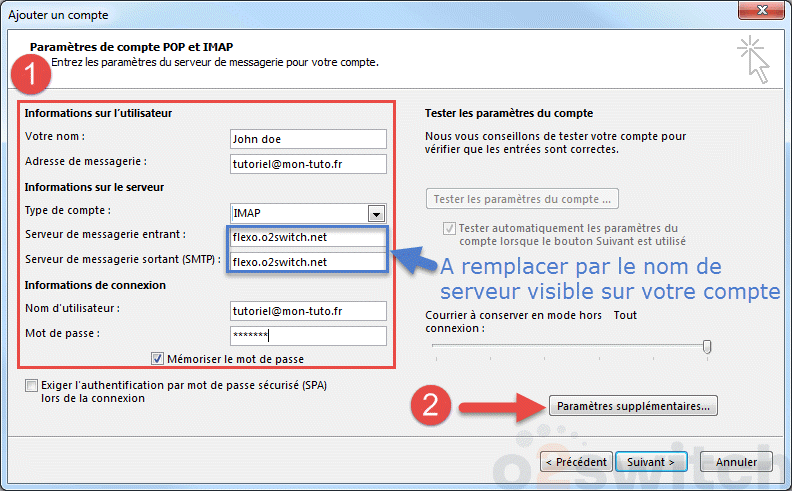 Ajouter un compte
Paramètres de compte POP et IMAP
Entrez les paramètres du serveur de messagerie pour votre compte.
1
Informations sur l'utilisateur
Votre nom :
John doe
Adresse de messagerie :
tutoriel@mon-tuto.fr
Informations sur le serveur
Type de compte :
IMAP
Serveur de messagerie entrant :
flexo.o2switch.net
Serveur de messagerie sortant (SMTP) :
flexo.o2switch.net
Informations de connexion
Nom d'utilisateur :
tutoriel@mon-tuto.fr
Mot de passe :
*******
Mémoriser le mot de passe
Exiger l'authentification par mot de passe sécurisé (SPA)
lors de la connexion
Tester les paramètres du compte
Nous vous conseillons de tester votre compte pour
vérifier que les entrées sont correctes.
Tester les paramètres du compte ...
Tester automatiquement les paramètres du
compte lorsque le bouton Suivant est utilisé
A remplacer par le nom de
serveur visible sur votre compte
Courrier à conserver en mode hors connexion :
Tout
2
Paramètres supplémentaires...
< Précédent
Suivant >
Annuler
o2switch